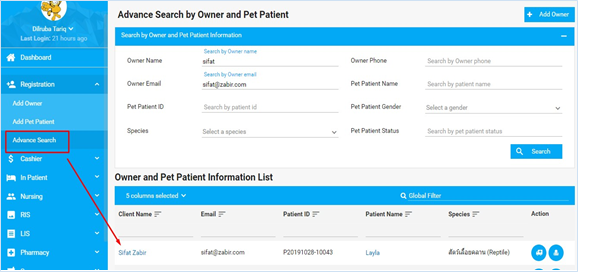 Dilruba Tariq
Last Login: 21 hours ago
Dashboard
Registration
Add Owner
Add Pet Patient
Advance Search
Cashier
In Patient
Nursing
RIS
LIS
Pharmacy
Advance Search by Owner and Pet Patient
+ Add Owner
Search by Owner and Pet Patient Information
Search by Owner name
Owner Name sifat Owner Phone Search by Owner phone
Search by Owner email
Owner Email sifat@zabir.com Pet Patient Name Search by patient name
Pet Patient ID Search by patient id Pet Patient Gender Select a gender
Species Select a species Pet Patient Status Search by pet patient status
Search
Owner and Pet Patient Information List
5 columns selected Global Filter
Client Name Email Patient ID Patient Name Species Action
Sifat Zabir sifat@zabir.com P20191028-10043 Layla สัตว์เลื้อยคลาน (Reptile)